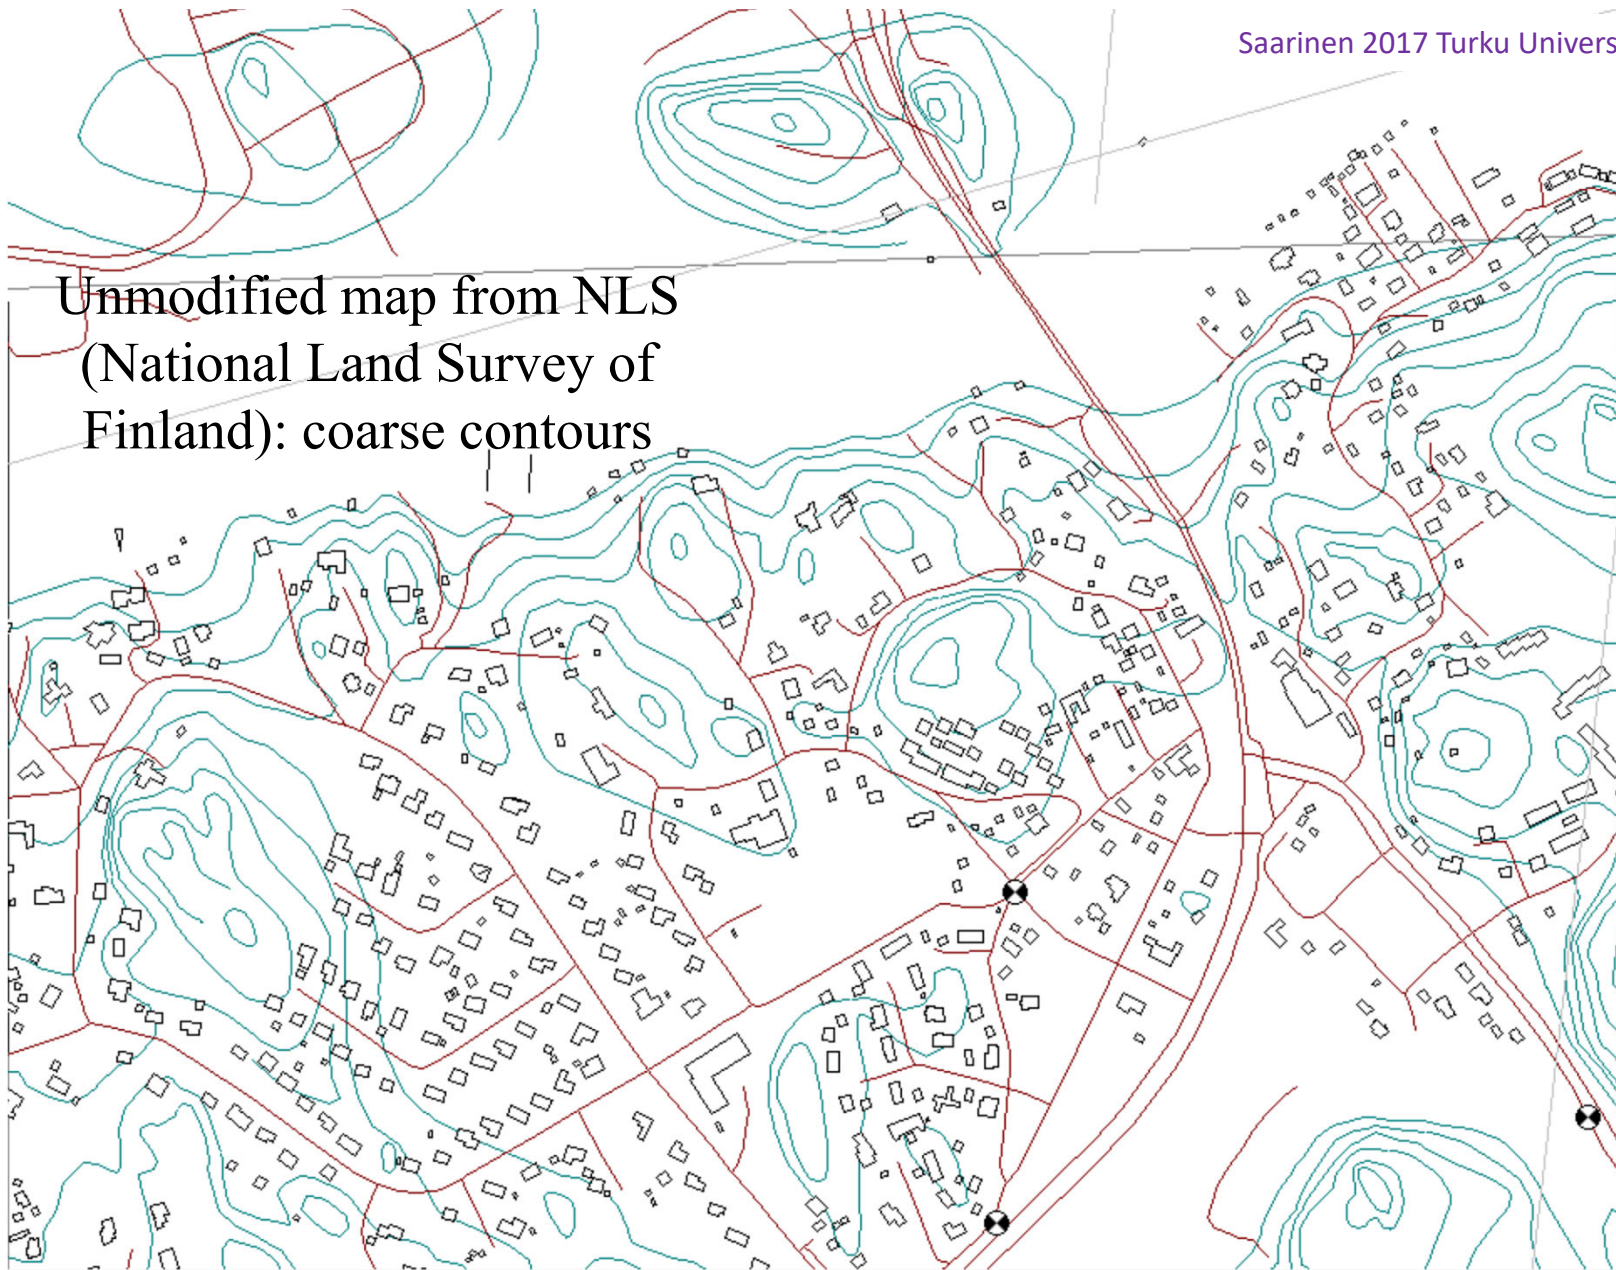 Saarinen 2017 Turku Univers
Unmodified map from NLS
(National Land Survey of
Finland): coarse contours